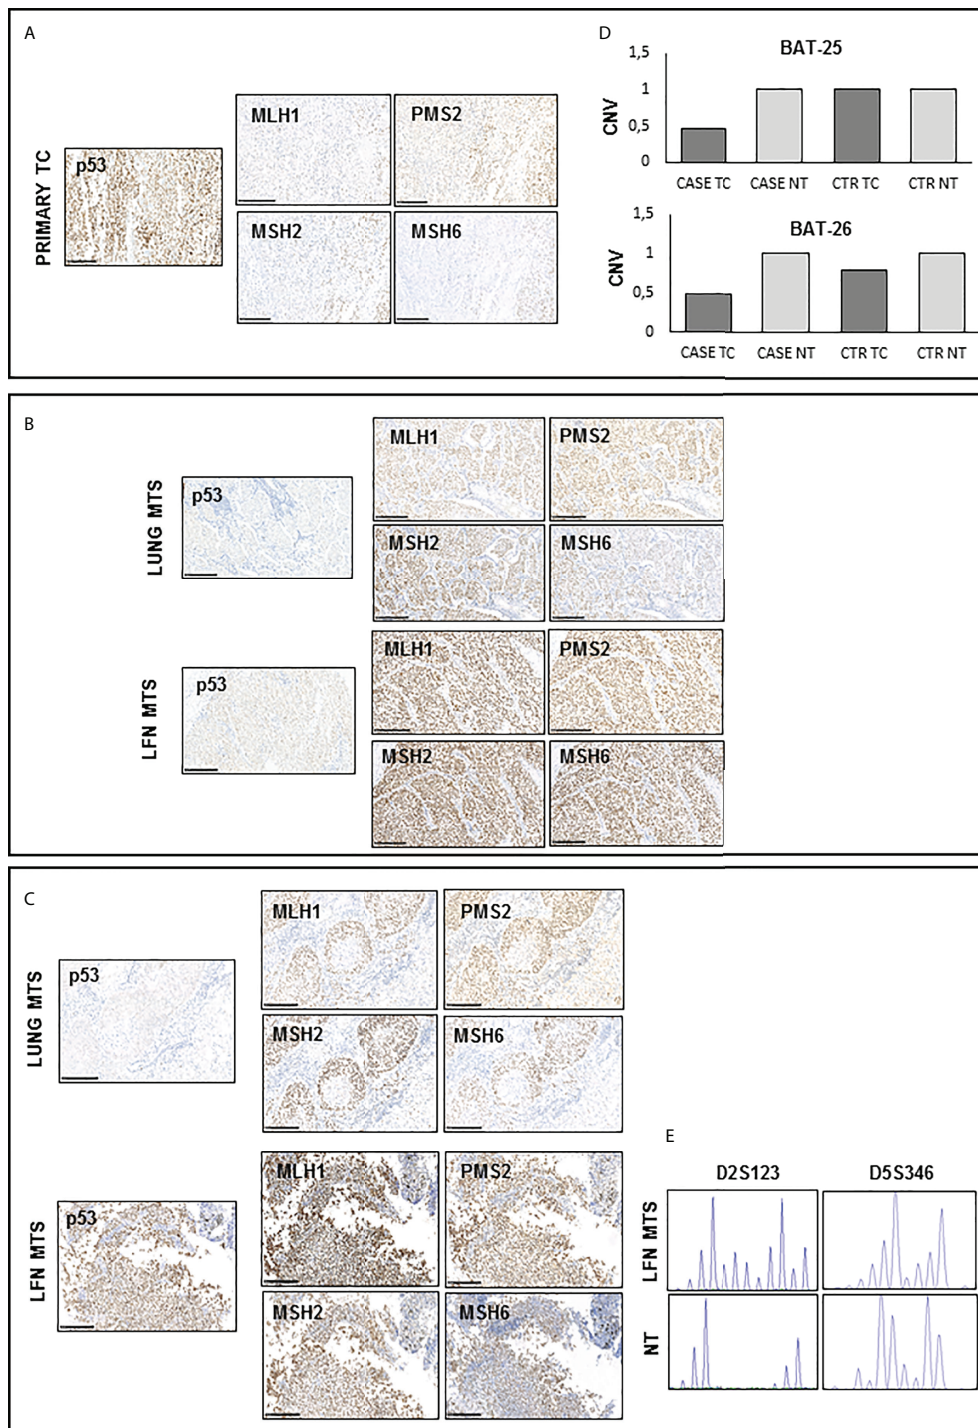 A
PRIMARY TC
p53
MLH1
PMS2
MSH2
MSH6
D
BAT-25
CNV
1,5
1
0,5
0
CASE TC
CASE NT
CTR TC
CTR NT
BAT-26
CNV
1,5
1
0,5
0
CASE TC
CASE NT
CTR TC
CTR NT
B
LUNG MTS
p53
MLH1
PMS2
MSH2
MSH6
LFN MTS
p53
MLH1
PMS2
MSH2
MSH6
C
LUNG MTS
p53
MLH1
PMS2
MSH2
MSH6
LFN MTS
p53
MLH1
PMS2
MSH2
MSH6
E
D2S123
D5S346
LFN MTS
NT